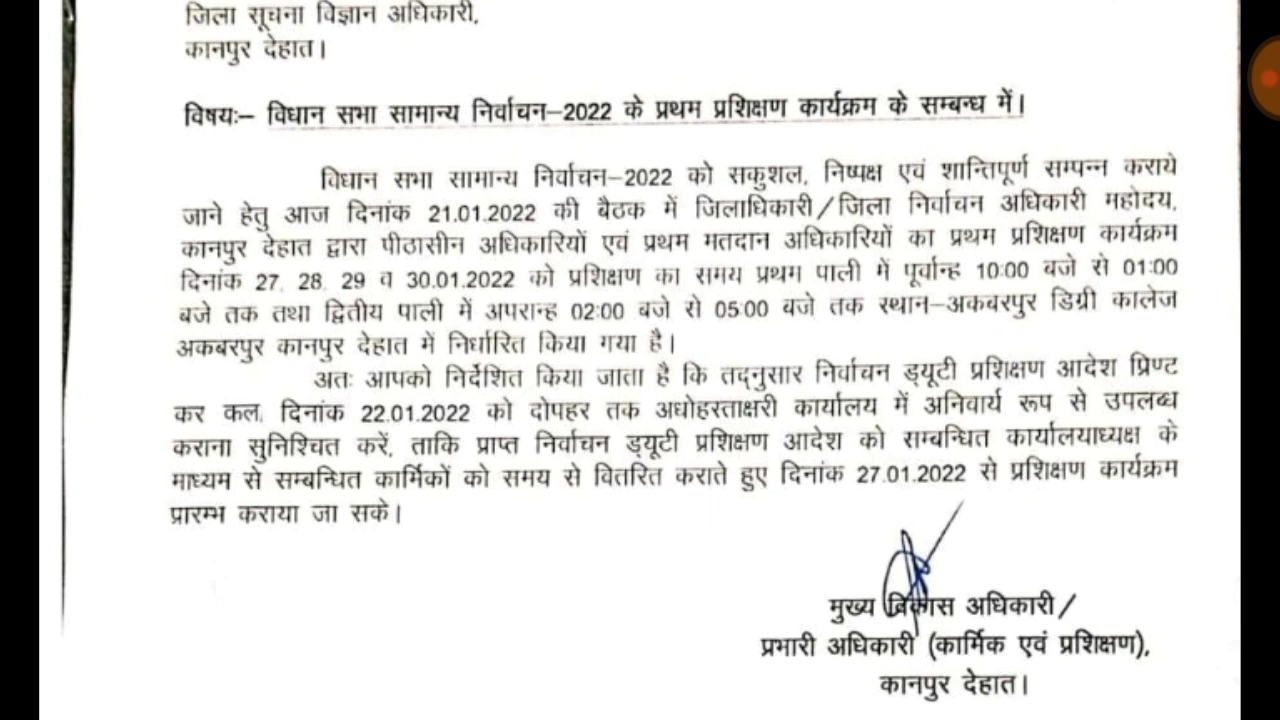 जिला सूचना विज्ञान अधिकारी,
कानपुर देहात।
विषयः– विधान सभा सामान्य निर्वाचन–2022 के प्रथम प्रशिक्षण कार्यक्रम के सम्बन्ध में।
विधान सभा सामान्य निर्वाचन–2022 को सकुशल, निष्पक्ष एवं शान्तिपूर्ण सम्पन्न कराये
जाने हेतु आज दिनांक 21.01.2022 की बैठक में जिलाधिकारी/जिला निर्वाचन अधिकारी महोदय,
कानपुर देहात द्वारा पीठासीन अधिकारियों एवं प्रथम मतदान अधिकारियों का प्रथम प्रशिक्षण कार्यक्रम
दिनांक 27, 28, 29 व 30.01.2022 को प्रशिक्षण का समय प्रथम पाली में पूर्वान्ह 10:00 बजे से 01:00
बजे तक तथा द्वितीय पाली में अपरान्ह 02:00 बजे से 05:00 बजे तक स्थान–अकबरपुर डिग्री कालेज
अकबरपुर कानपुर देहात में निर्धारित किया गया है।
अतः आपको निर्देशित किया जाता है कि तद्नुसार निर्वाचन ड्यूटी प्रशिक्षण आदेश प्रिण्ट
कर कल, दिनांक 22.01.2022 को दोपहर तक अधोहस्ताक्षरी कार्यालय में अनिवार्य रूप से उपलब्ध
कराना सुनिश्चित करें, ताकि प्राप्त निर्वाचन ड्यूटी प्रशिक्षण आदेश को सम्बन्धित कार्यालयाध्यक्ष के
माध्यम से सम्बन्धित कार्मिकों को समय से वितरित कराते हुए दिनांक 27.01.2022 से प्रशिक्षण कार्यक्रम
प्रारम्भ कराया जा सके।
मुख्य विकास अधिकारी/
प्रभारी अधिकारी (कार्मिक एवं प्रशिक्षण),
कानपुर देहात।